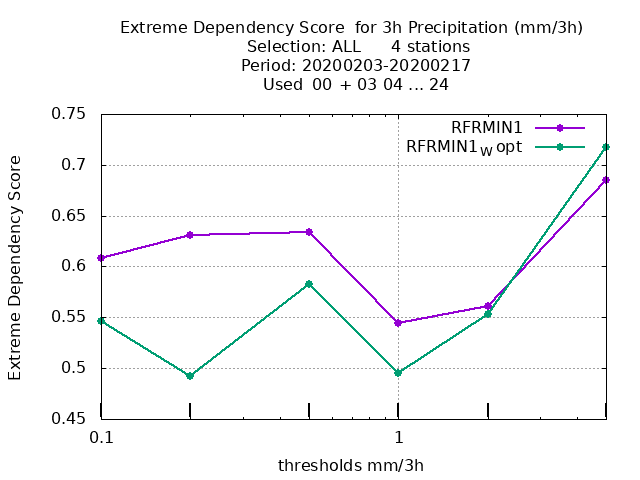 Extreme Dependency Score  for 3h Precipitation (mm/3h)
Selection: ALL      4 stations
Period: 20200203-20200217
Used  00 + 03 04 ... 24
RFRMIN1
RFRMIN1W opt
Extreme Dependency Score
0.75
0.7
0.65
0.6
0.55
0.5
0.45
0.1 1
thresholds mm/3h